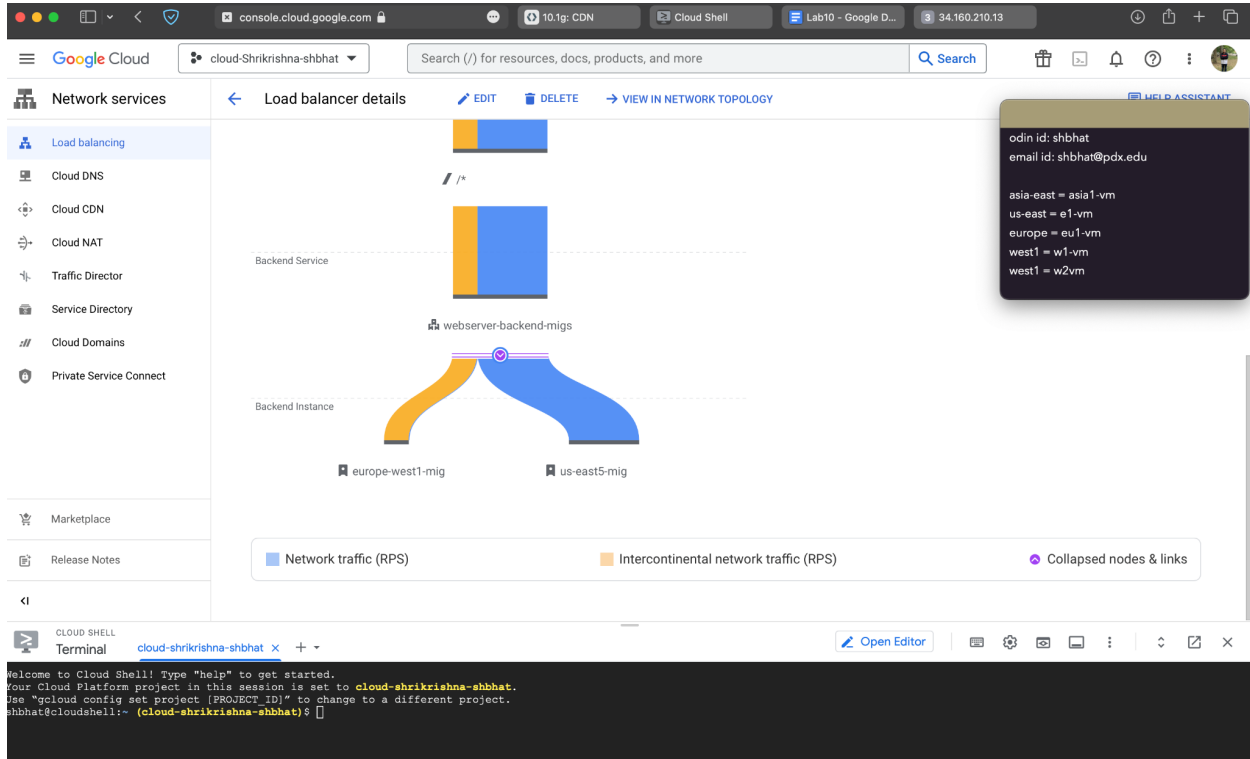 console.cloud.google.com
10.1g: CDN
Cloud Shell
Lab10 - Google D...
3 34.160.210.13
Google Cloud
cloud-Shrikrishna-shbhat
Search (/) for resources, docs, products, and more
Search
Network services
Load balancer details
EDIT
DELETE
VIEW IN NETWORK TOPOLOGY
HELP ASSISTANT
Load balancing
Cloud DNS
Cloud CDN
Cloud NAT
Traffic Director
Service Directory
Cloud Domains
Private Service Connect
Marketplace
Release Notes
/*
Backend Service
webserver-backend-migs
Backend Instance
europe-west1-mig
us-east5-mig
Network traffic (RPS)
Intercontinental network traffic (RPS)
Collapsed nodes & links
odin id: shbhat
email id: shbhat@pdx.edu
asia-east = asia1-vm
us-east = e1-vm
europe = eu1-vm
west1 = w1-vm
west1 = w2vm
CLOUD SHELL
Terminal
cloud-shrikrishna-shbhat
Open Editor
Welcome to Cloud Shell! Type "help" to get started.
Your Cloud Platform project in this session is set to cloud-shrikrishna-shbhat.
Use “gcloud config set project [PROJECT_ID]” to change to a different project.
shbhat@cloudshell:~ (cloud-shrikrishna-shbhat)$